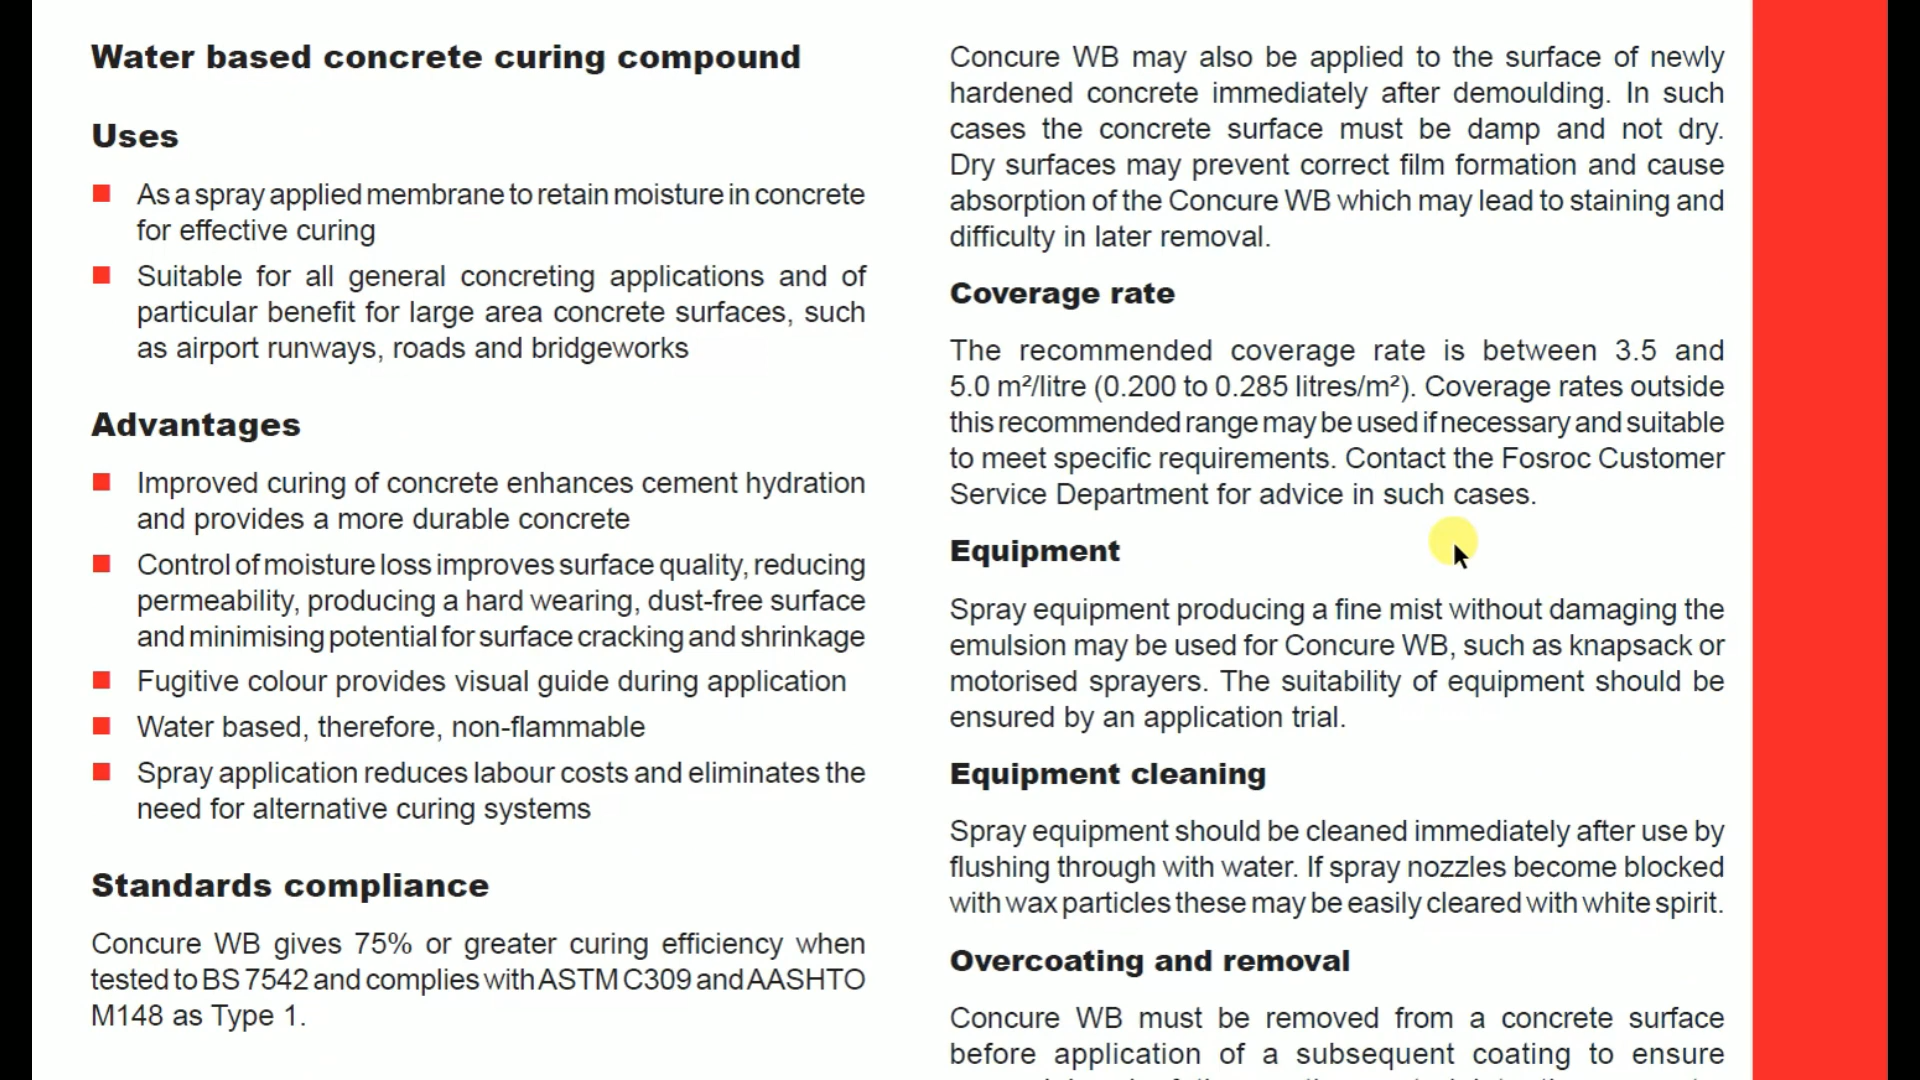 Water based concrete curing compound
Uses
As a spray applied membrane to retain moisture in concrete
for effective curing
Suitable for all general concreting applications and of
particular benefit for large area concrete surfaces, such
as airport runways, roads and bridgeworks
Advantages
Improved curing of concrete enhances cement hydration
and provides a more durable concrete
Control of moisture loss improves surface quality, reducing
permeability, producing a hard wearing, dust-free surface
and minimising potential for surface cracking and shrinkage
Fugitive colour provides visual guide during application
Water based, therefore, non-flammable
Spray application reduces labour costs and eliminates the
need for alternative curing systems
Standards compliance
Concure WB gives 75% or greater curing efficiency when
tested to BS 7542 and complies with ASTM C309 and AASHTO
M148 as Type 1.
Concure WB may also be applied to the surface of newly
hardened concrete immediately after demoulding. In such
cases the concrete surface must be damp and not dry.
Dry surfaces may prevent correct film formation and cause
absorption of the Concure WB which may lead to staining and
difficulty in later removal.
Coverage rate
The recommended coverage rate is between 3.5 and
5.0 m²/litre (0.200 to 0.285 litres/m²). Coverage rates outside
this recommended range may be used if necessary and suitable
to meet specific requirements. Contact the Fosroc Customer
Service Department for advice in such cases.
Equipment
Spray equipment producing a fine mist without damaging the
emulsion may be used for Concure WB, such as knapsack or
motorised sprayers. The suitability of equipment should be
ensured by an application trial.
Equipment cleaning
Spray equipment should be cleaned immediately after use by
flushing through with water. If spray nozzles become blocked
with wax particles these may be easily cleared with white spirit.
Overcoating and removal
Concure WB must be removed from a concrete surface
before application of a subsequent coating to ensure